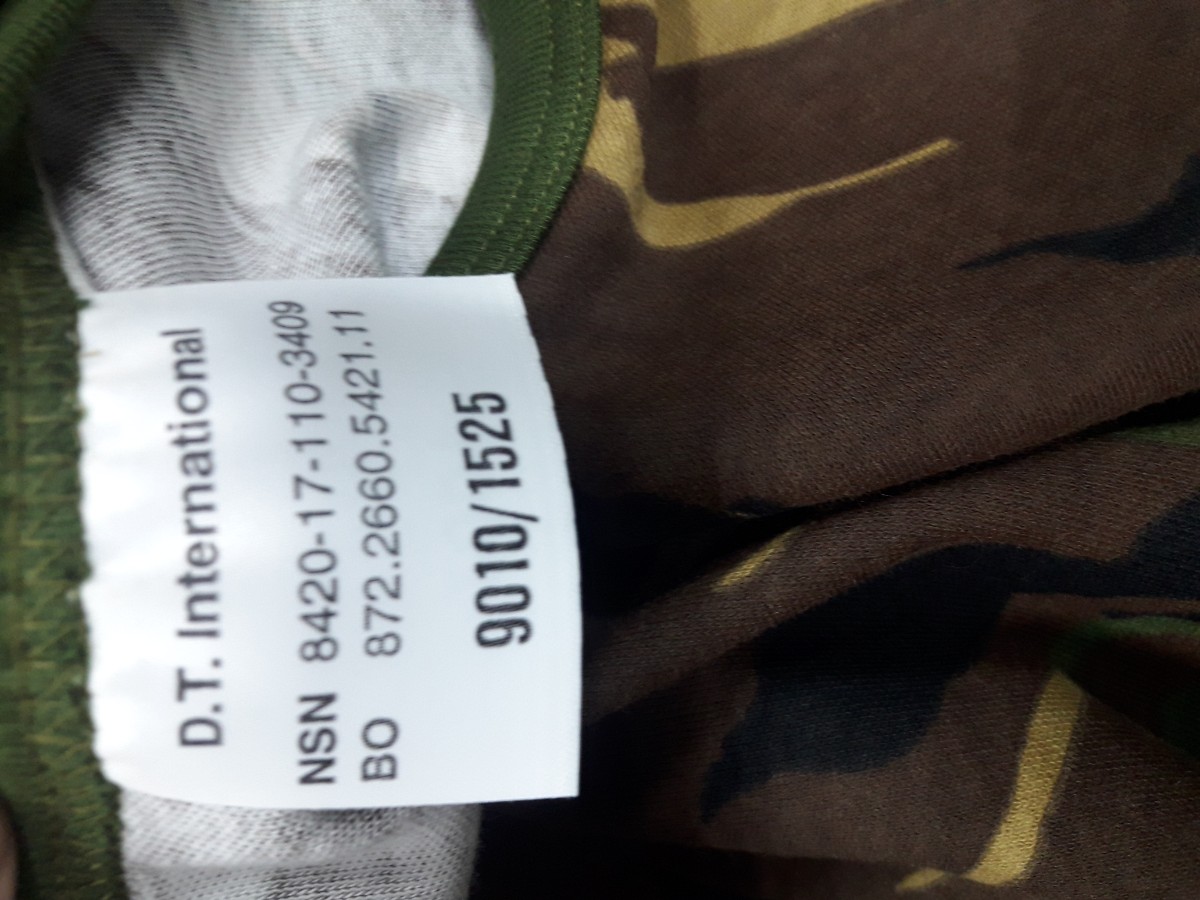 D.T. International
NSN 8420-17-110-3409
BO 872.2660.5421.11
9010/1525